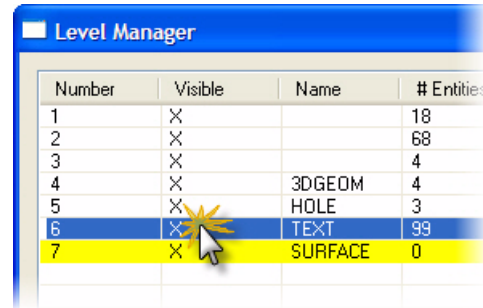 Level Manager
Number Visible Name # Entities
1 X 18
2 X 68
3 X 4
4 X 3DGEOM 4
5 X HOLE 3
6 X TEXT 99
7 X SURFACE 0